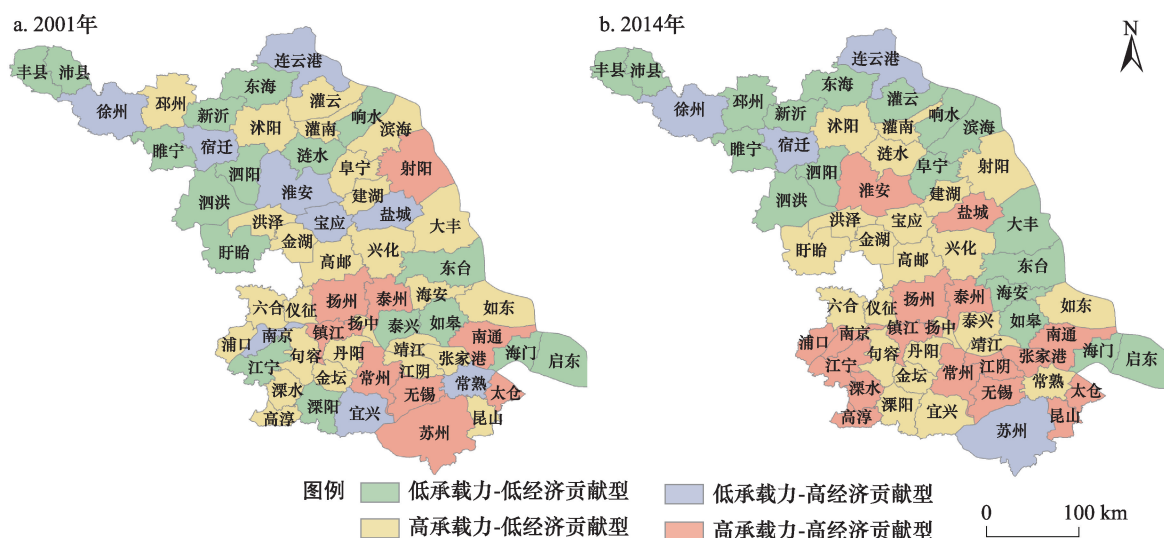 a. 2001年
连云港
丰县
沛县
东海
徐州
邳州
新沂
灌云
响水
沭阳
灌南
滨海
睢宁
宿迁
涟水
泗阳
阜宁
射阳
淮安
建湖
泗洪
洪泽
宝应
盐城
大丰
盱眙
金湖
兴化
高邮
东台
六合
仪征
扬州
泰州
海安
如东
浦口
南京
镇江
扬中
泰兴
如皋
南通
江宁
句容
丹阳
靖江
张家港
海门
启东
溧水
金坛
常州
江阴
常熟
太仓
高淳
溧阳
宜兴
无锡
昆山
苏州
b. 2014年
N
连云港
丰县
沛县
东海
徐州
邳州
新沂
灌云
响水
沭阳
灌南
滨海
睢宁
宿迁
涟水
泗阳
阜宁
射阳
淮安
建湖
泗洪
洪泽
宝应
盐城
大丰
盱眙
金湖
兴化
高邮
东台
六合
仪征
扬州
泰州
海安
如东
浦口
南京
镇江
扬中
泰兴
如皋
南通
江宁
句容
丹阳
靖江
张家港
海门
启东
溧水
金坛
常州
江阴
常熟
太仓
高淳
溧阳
宜兴
无锡
昆山
苏州
图例
低承载力-低经济贡献型
低承载力-高经济贡献型
高承载力-低经济贡献型
高承载力-高经济贡献型
0 100 km